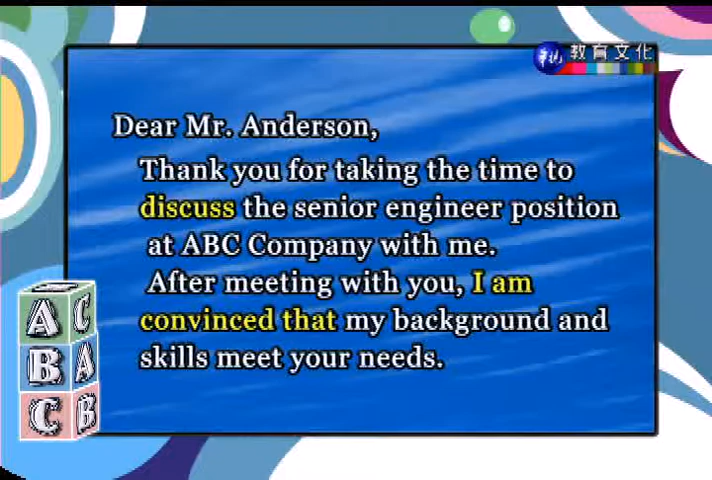 華視 教育文化
Dear Mr. Anderson,
Thank you for taking the time to
discuss the senior engineer position
at ABC Company with me.
After meeting with you, I am
convinced that my background and
skills meet your needs.
A C
B A
C B